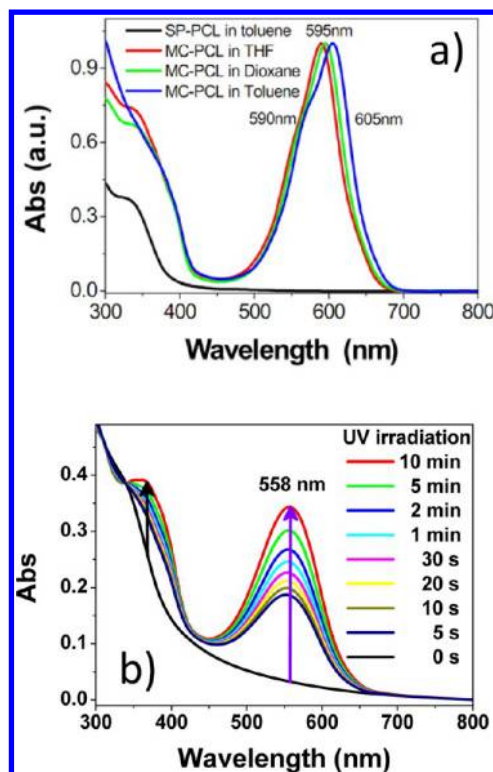 SP-PCL in toluene
MC-PCL in THF
MC-PCL in Dioxane
MC-PCL in Toluene
595nm
a)
590nm
605nm
0.9
0.6
0.3
0.0
Abs (a.u.)
300 400 500 600 700 800
Wavelength (nm)
UV irradiation
10 min
5 min
2 min
1 min
30 s
20 s
10 s
5 s
0 s
558 nm
b)
0.4
0.3
0.2
0.1
0.0
Abs
300 400 500 600 700 800
Wavelength (nm)